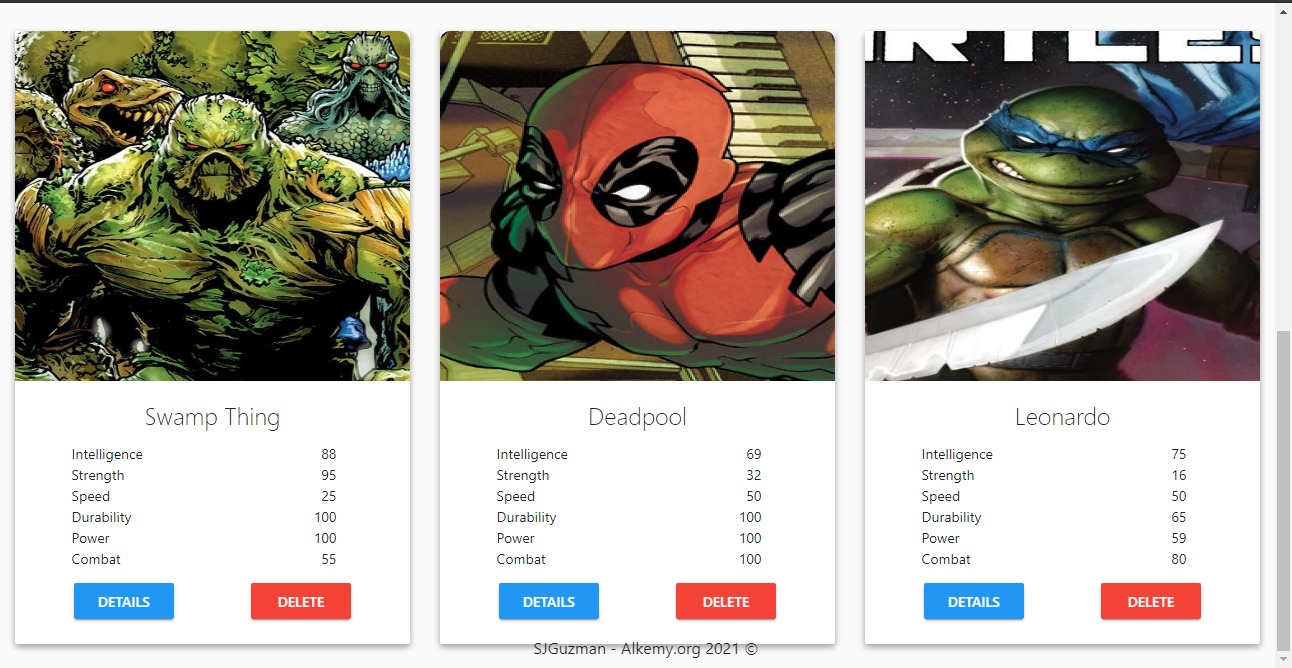 Swamp Thing
Intelligence 88
Strength 95
Speed 25
Durability 100
Power 100
Combat 55
DETAILS DELETE
Deadpool
Intelligence 69
Strength 32
Speed 50
Durability 100
Power 100
Combat 100
DETAILS DELETE
Leonardo
Intelligence 75
Strength 16
Speed 50
Durability 65
Power 59
Combat 80
DETAILS DELETE
SJGuzman - Alkemy.org 2021 ©